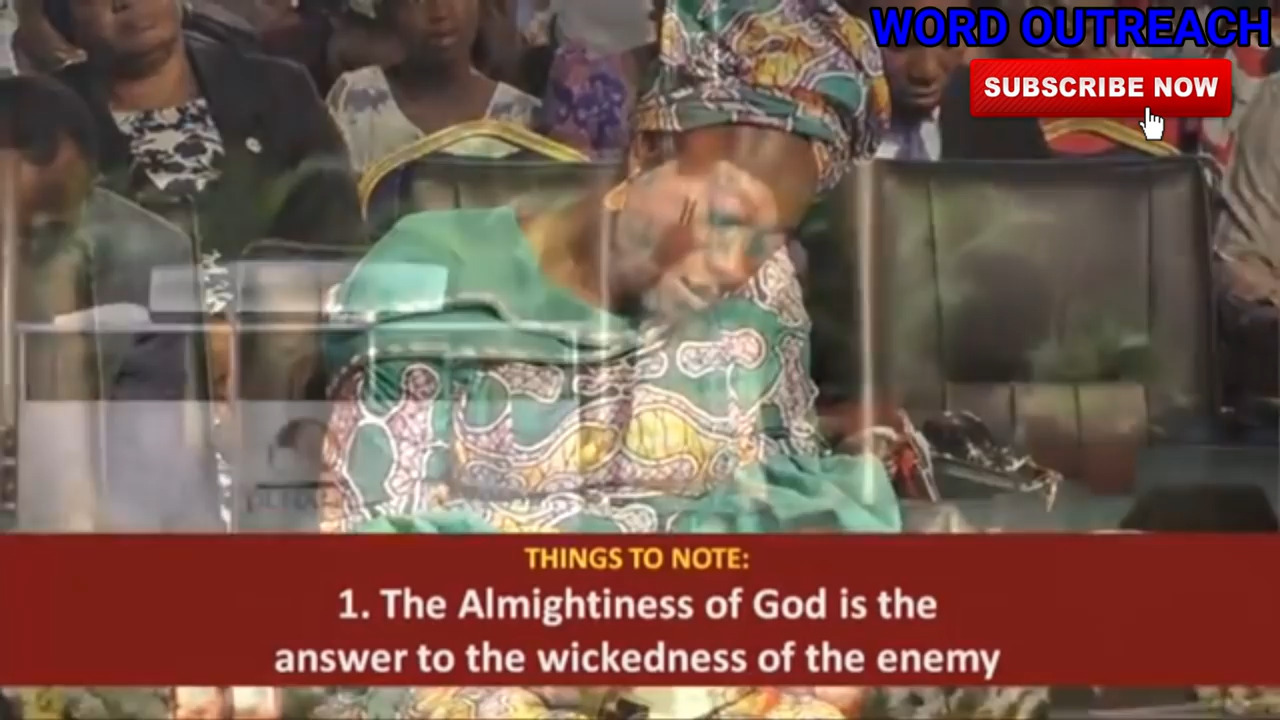 WORD OUTREACH
SUBSCRIBE NOW
THINGS TO NOTE:
1. The Almightiness of God is the
answer to the wickedness of the enemy